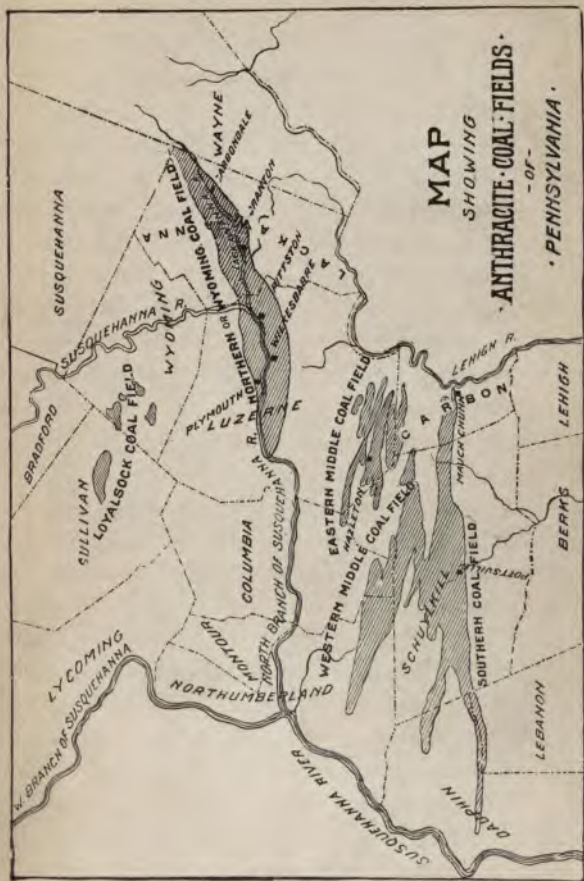 MAP
SHOWING
·ANTHRACITE·COAL·FIELDS·
-OF-
·PENNSYLVANIA·
SUSQUEHANNA
BRADFORD
SUSQUEHANNA R.
WYOMING
WAYNE
CARBONDALE
SCRANTON
LACKAWANNA
PITTSTON
WILKESBARRE
NORTHERN OR WYOMING COAL FIELD
PLYMOUTH
LUZERNE
SULLIVAN
LOYALSOCK COAL FIELD
LYCOMING
W. BRANCH OF SUSQUEHANNA
COLUMBIA
MONTOUR
NORTH BRANCH OF SUSQUEHANNA R.
NORTHUMBERLAND
EASTERN MIDDLE COAL FIELD
HAZLETON
WESTERN MIDDLE COAL FIELD
LEHIGH R.
CARBON
MAUCH CHUNK
SCHUYLKILL
POTTSVILLE
SOUTHERN COAL FIELD
SUSQUEHANNA RIVER
DAUPHIN
LEBANON
BERKS
LEHIGH